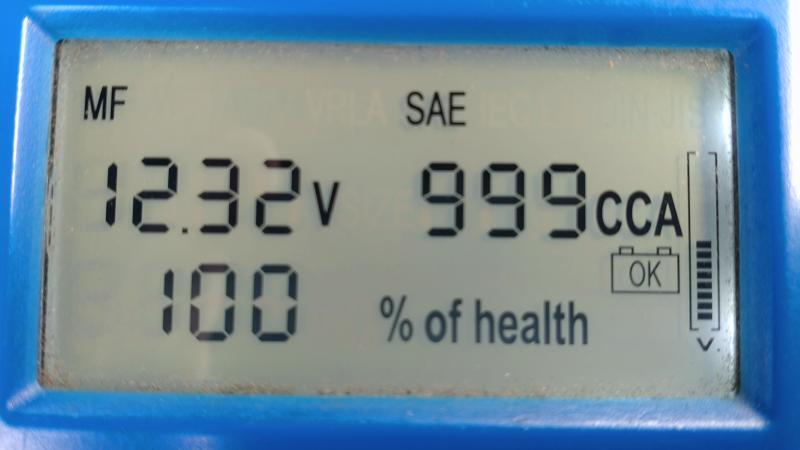 MF SAE
12.32 V 999 CCA
OK
100 % of health